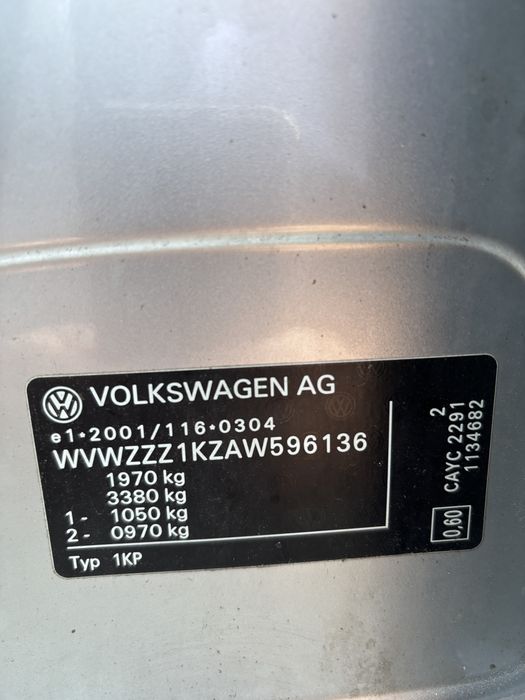 VOLKSWAGEN AG
e1*2001/116*0304
WVWZZZ1KZAW596136
1970 kg
3380 kg
1- 1050 kg
2- 0970 kg
Typ 1KP
2
CAYC 2291
1134682
0,60